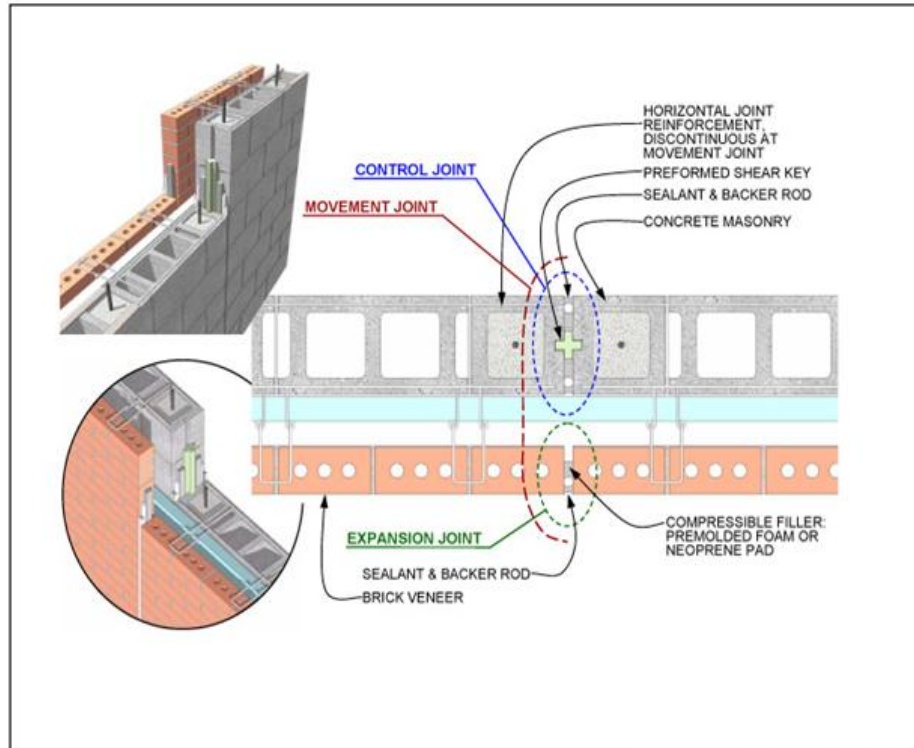 HORIZONTAL JOINT
REINFORCEMENT,
DISCONTINUOUS AT
MOVEMENT JOINT
PREFORMED SHEAR KEY
SEALANT & BACKER ROD
CONCRETE MASONRY
CONTROL JOINT
MOVEMENT JOINT
EXPANSION JOINT
SEALANT & BACKER ROD
BRICK VENEER
COMPRESSIBLE FILLER:
PREMOLDED FOAM OR
NEOPRENE PAD